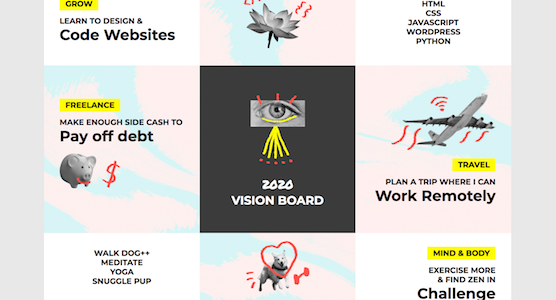 GROW
LEARN TO DESIGN &
Code Websites
HTML
CSS
JAVASCRIPT
WORDPRESS
PYTHON
FREELANCE
MAKE ENOUGH SIDE CASH TO
Pay off debt
$
2020
VISION BOARD
TRAVEL
PLAN A TRIP WHERE I CAN
Work Remotely
WALK DOG++
MEDITATE
YOGA
SNUGGLE PUP
MIND & BODY
EXERCISE MORE
& FIND ZEN IN
Challenge